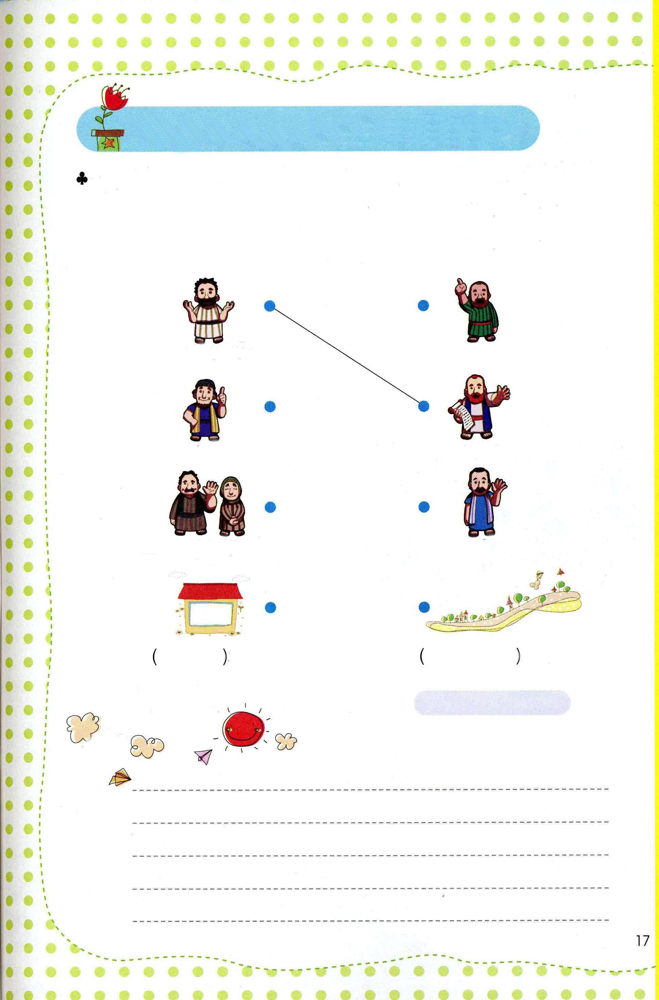 ♣
( ) ( )
17